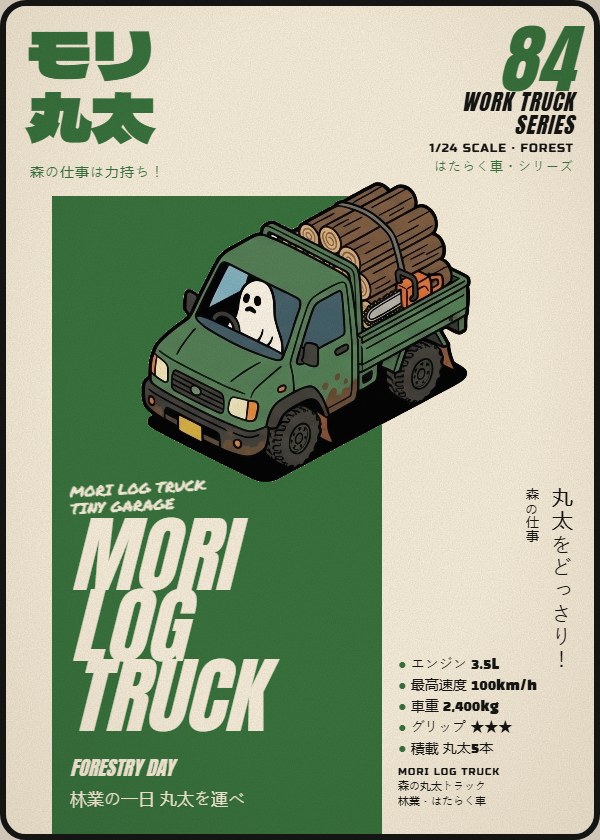 モリ
丸太
森の仕事は力持ち！
84
WORK TRUCK
SERIES
1/24 SCALE · FOREST
はたらく車・シリーズ
MORI LOG TRUCK
TINY GARAGE
MORI
LOG
TRUCK
FORESTRY DAY
林業の一日 丸太を運べ
丸太をどっさり！
森の仕事
● エンジン 3.5L
● 最高速度 100km/h
● 車重 2,400kg
● グリップ ★★★
● 積載 丸太5本
MORI LOG TRUCK
森の丸太トラック
林業・はたらく車